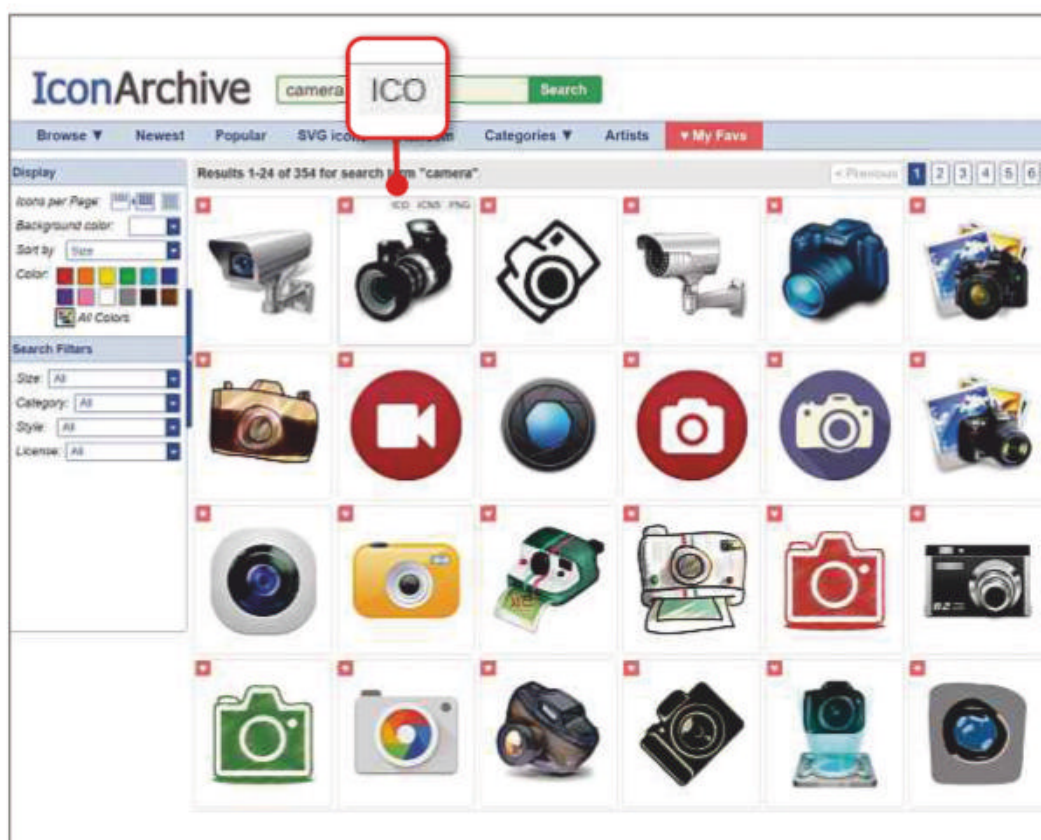 IconArchive
camera
ICO
Search
Browse ▼ Newest Popular SVG Categories ▼ Artists ♥ My Favs
Display
Results 1-24 of 354 for search "camera"
< Previous 1 2 3 4 5 6
Icons per Page:
Background color:
Sort by Size
Color:
All Colors
Search Filters
Size: All
Category: All
Style: All
License: All
ICO ICNS PNG